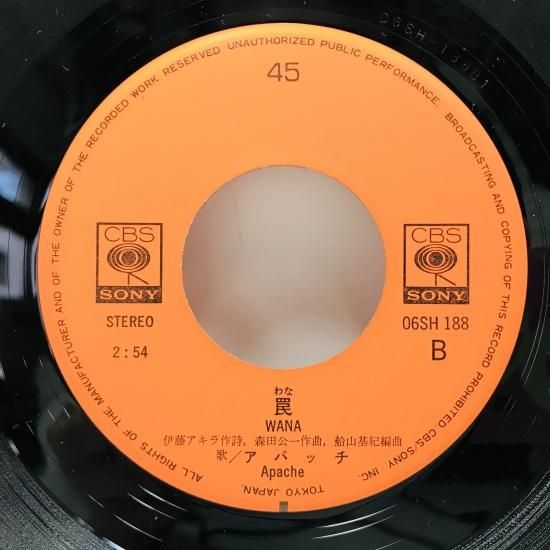 ALL RIGHTS OF THE MANUFACTURER AND OF THE OWNER OF THE RECORDED WORK RESERVED UNAUTHORIZED PUBLIC PERFORMANCE, BROADCASTING AND COPYING OF THIS RECORD PROHIBITED CBS/SONY INC.
TOKYO JAPAN.
06SH-188B1
45
CBS
SONY
CBS
SONY
STEREO
06SH 188
2:54
B
わな
罠
WANA
伊藤アキラ作詩, 森田公一作曲, 船山基紀編曲
歌/アパッチ
Apache